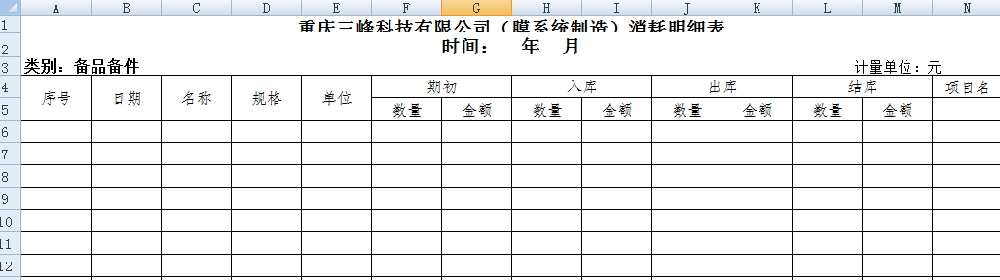 A B C D E F G H I J K L M N
1 重庆三峰科技有限公司（膜系统制造）消耗明细表
2 时间： 年 月
3 类别：备品备件 计量单位：元
4 序号 日期 名称 规格 单位 期初 入库 出库 结库 项目名
5 数量 金额 数量 金额 数量 金额 数量 金额
6
7
8
9
10
11
12